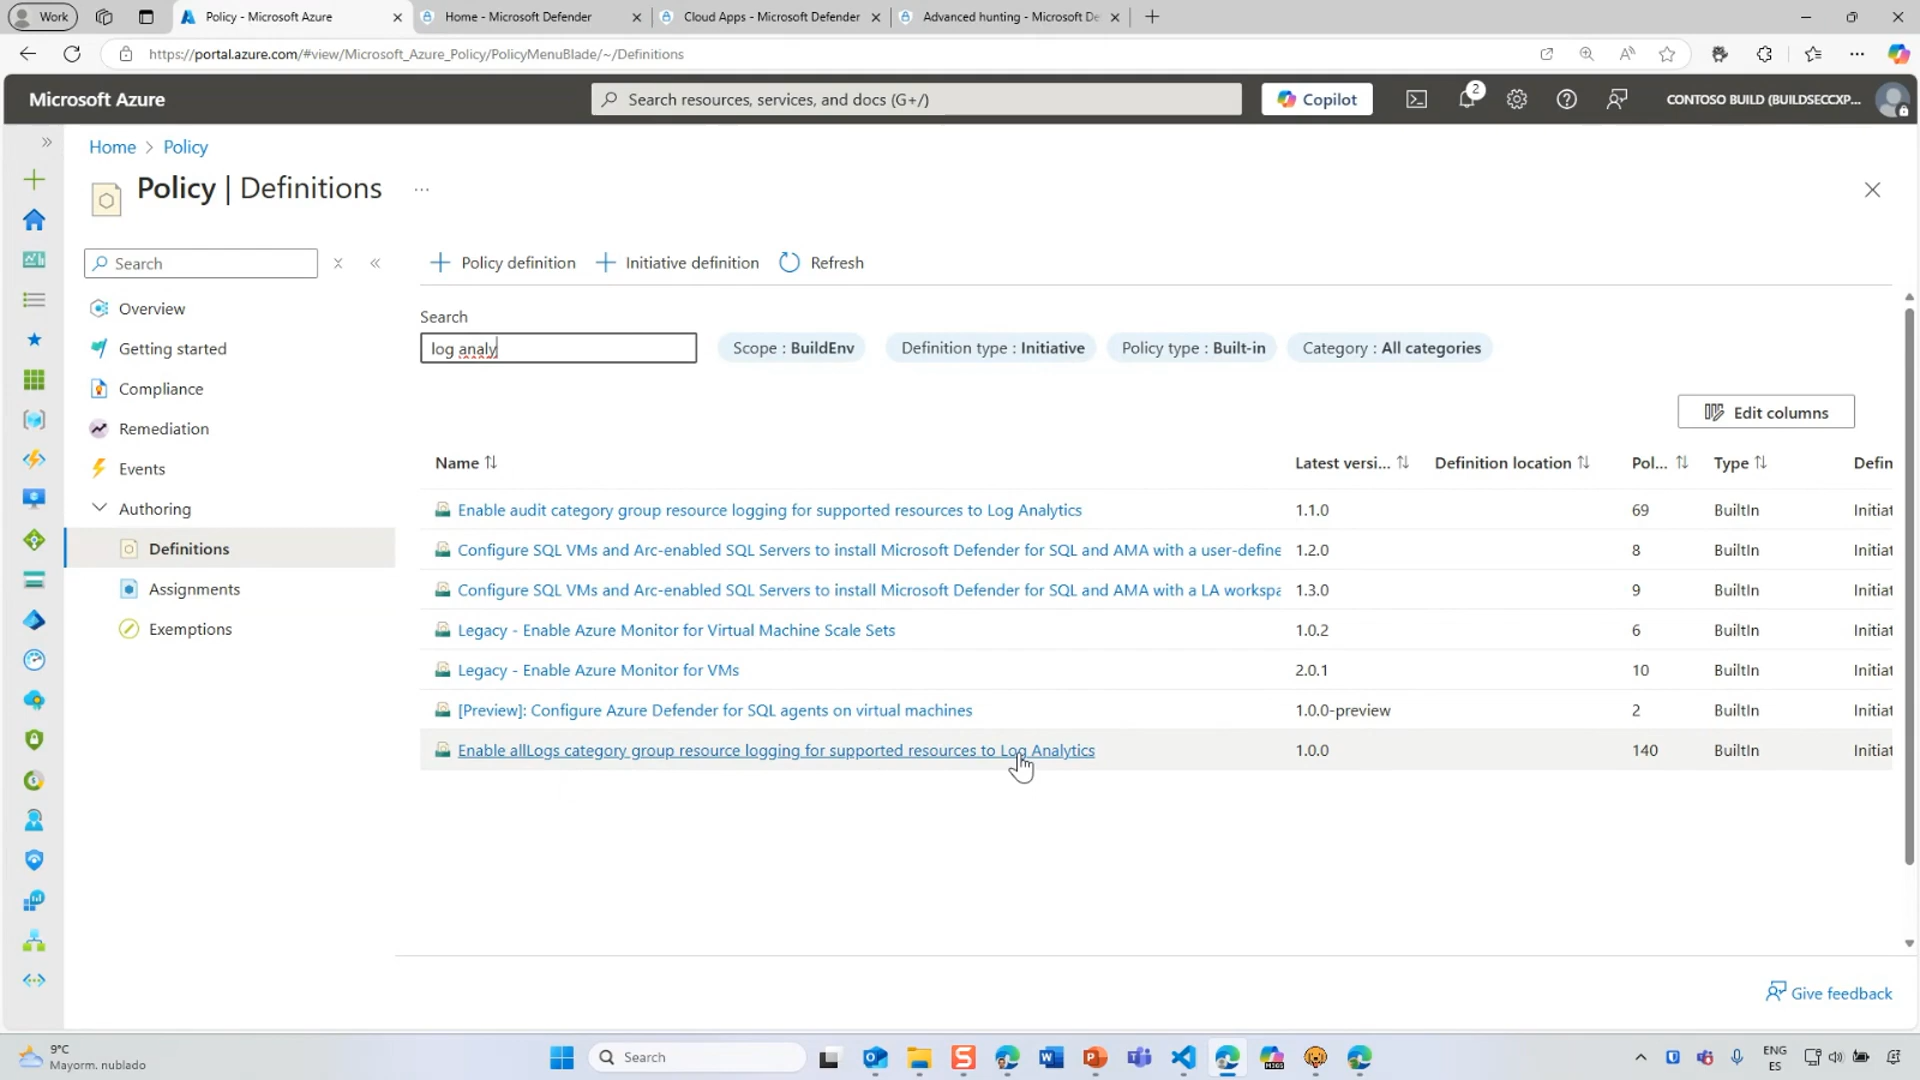 Work
Policy - Microsoft Azure
Home - Microsoft Defender
Cloud Apps - Microsoft Defender
Advanced hunting - Microsoft De
https://portal.azure.com/#view/Microsoft_Azure_Policy/PolicyMenuBlade/~/Definitions
Microsoft Azure
Search resources, services, and docs (G+/)
Copilot
2
CONTOSO BUILD (BUILDSECCXP...
Home > Policy
Policy | Definitions ...
Search
Overview
Getting started
Compliance
Remediation
Events
Authoring
Definitions
Assignments
Exemptions
Policy definition
Initiative definition
Refresh
Search
log analy
Scope : BuildEnv
Definition type : Initiative
Policy type : Built-in
Category : All categories
Edit columns
Name Latest versi... Definition location Pol... Type Defin
Enable audit category group resource logging for supported resources to Log Analytics 1.1.0 69 BuiltIn Initiat
Configure SQL VMs and Arc-enabled SQL Servers to install Microsoft Defender for SQL and AMA with a user-define 1.2.0 8 BuiltIn Initiat
Configure SQL VMs and Arc-enabled SQL Servers to install Microsoft Defender for SQL and AMA with a LA workspa 1.3.0 9 BuiltIn Initiat
Legacy - Enable Azure Monitor for Virtual Machine Scale Sets 1.0.2 6 BuiltIn Initiat
Legacy - Enable Azure Monitor for VMs 2.0.1 10 BuiltIn Initiat
[Preview]: Configure Azure Defender for SQL agents on virtual machines 1.0.0-preview 2 BuiltIn Initiat
Enable allLogs category group resource logging for supported resources to Log Analytics 1.0.0 140 BuiltIn Initiat
Give feedback
9°C
Mayorm. nublado
Search
ENG
ES